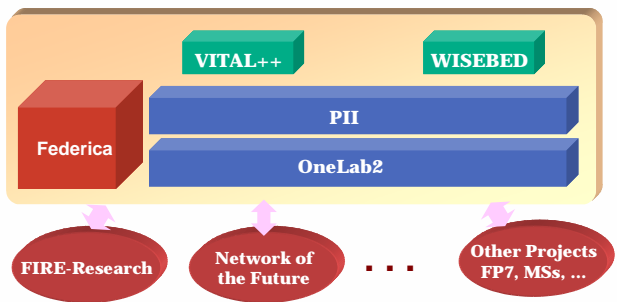 VITAL++
WISEBED
PII
Federica
OneLab2
FIRE-Research
Network of
the Future
. . .
Other Projects
FP7, MSs, ...